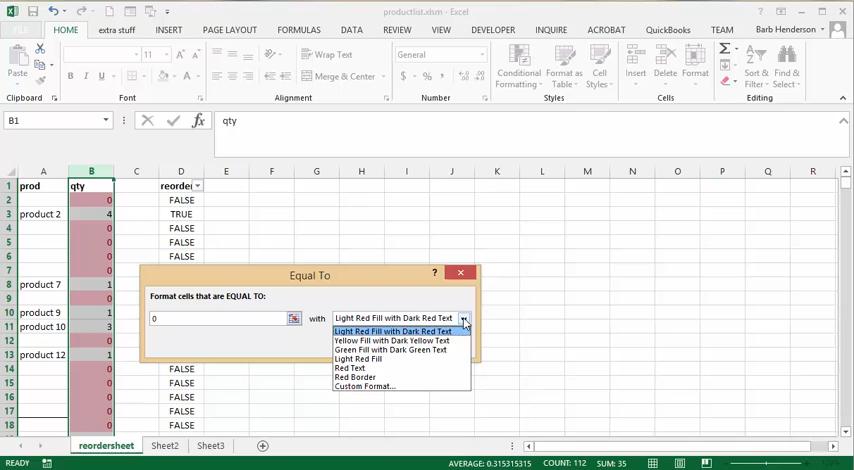 productlist.xlsm - Excel
FILE HOME extra stuff INSERT PAGE LAYOUT FORMULAS DATA REVIEW VIEW DEVELOPER INQUIRE ACROBAT QuickBooks TEAM Barb Henderson
Paste
11
Wrap Text
General
Merge & Center
Conditional Formatting
Format as Table
Cell Styles
Insert Delete Format
Sort & Filter
Find & Select
Clipboard Font Alignment Number Styles Cells Editing
B1 fx qty
A B C D E F G H I J K L M N O P Q R
1 prod qty reorder
2 0 FALSE
3 product 2 4 TRUE
4 0 FALSE
5 0 FALSE
6 0 FALSE
7 0
8 product 7 1
9 0
10 product 9 1
11 product 10 3
12 0
13 product 12 1
14 0 FALSE
15 0 FALSE
16 0 FALSE
17 0 FALSE
18 0 FALSE
Equal To ?
Format cells that are EQUAL TO:
0 with Light Red Fill with Dark Red Text
Light Red Fill with Dark Red Text
Yellow Fill with Dark Yellow Text
Green Fill with Dark Green Text
Light Red Fill
Red Text
Red Border
Custom Format...
reordersheet Sheet2 Sheet3
READY AVERAGE: 0.315315315 COUNT: 112 SUM: 35